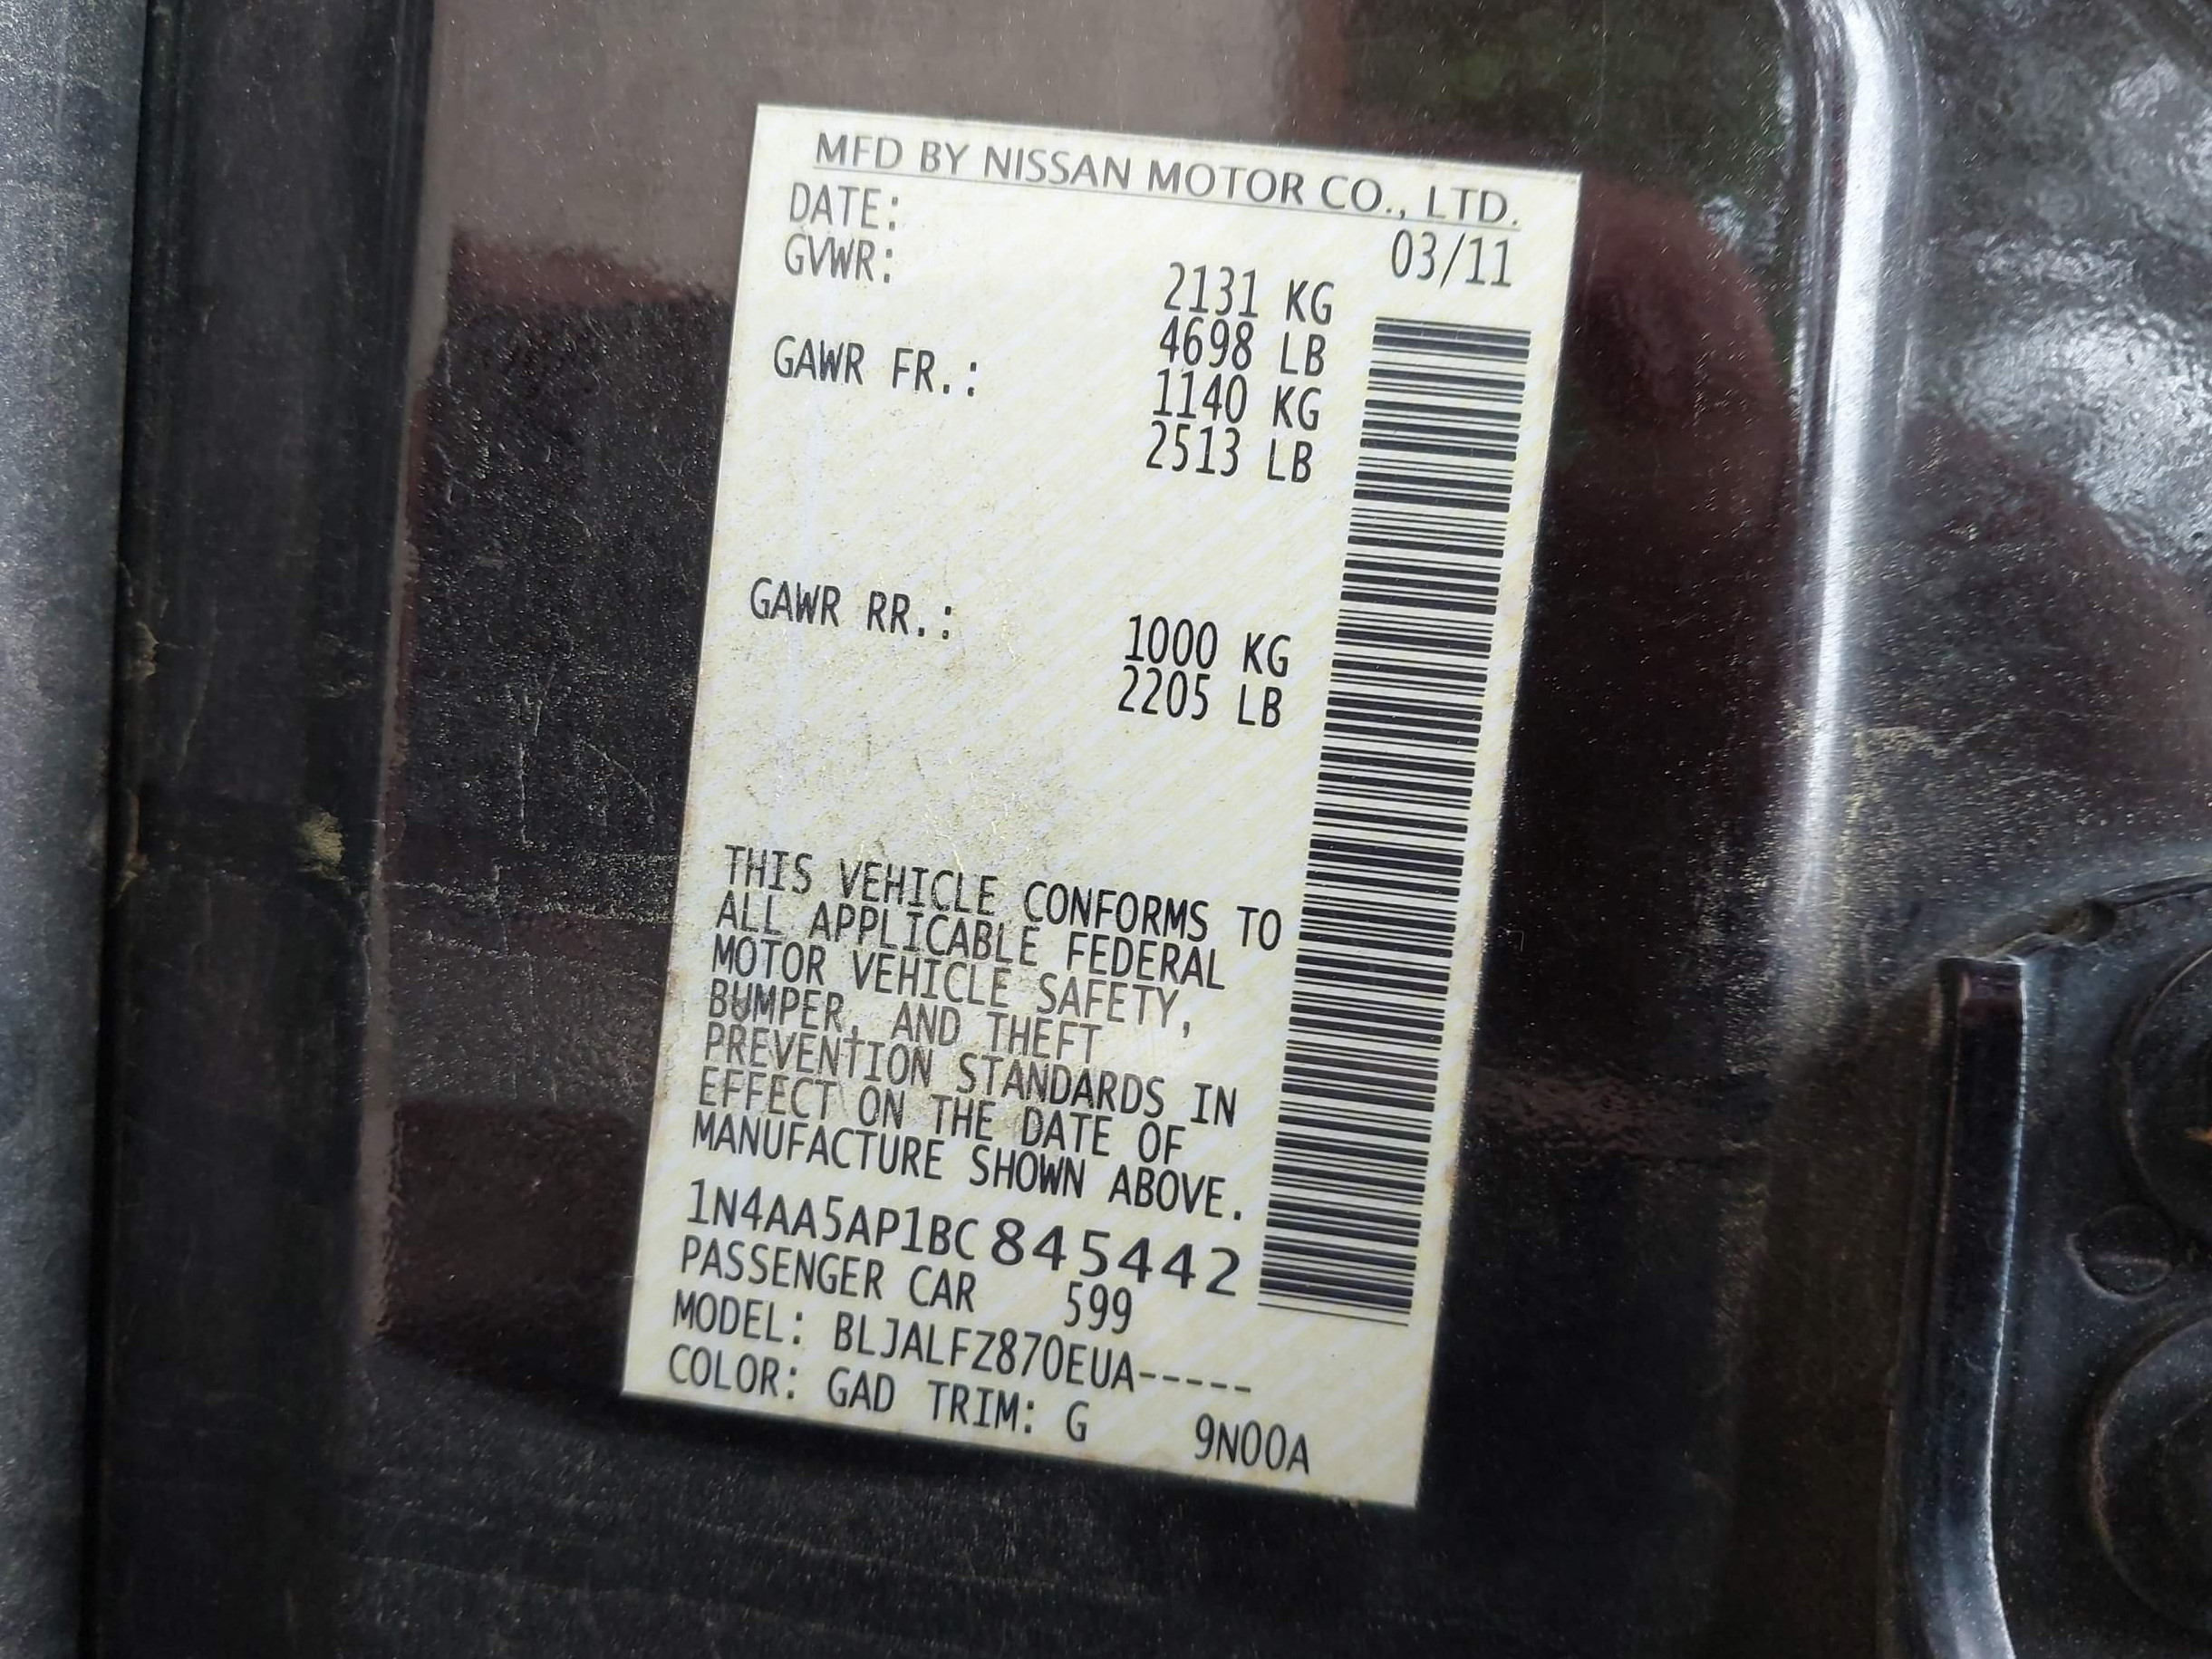 MFD BY NISSAN MOTOR CO., LTD.
DATE: 03/11
GVWR: 2131 KG
4698 LB
GAWR FR.: 1140 KG
2513 LB
GAWR RR.: 1000 KG
2205 LB
THIS VEHICLE CONFORMS TO
ALL APPLICABLE FEDERAL
MOTOR VEHICLE SAFETY,
BUMPER, AND THEFT
PREVENTION STANDARDS IN
EFFECT ON THE DATE OF
MANUFACTURE SHOWN ABOVE.
1N4AA5AP1BC 845442
PASSENGER CAR 599
MODEL: BLJALFZ870EUA-----
COLOR: GAD TRIM: G 9N00A